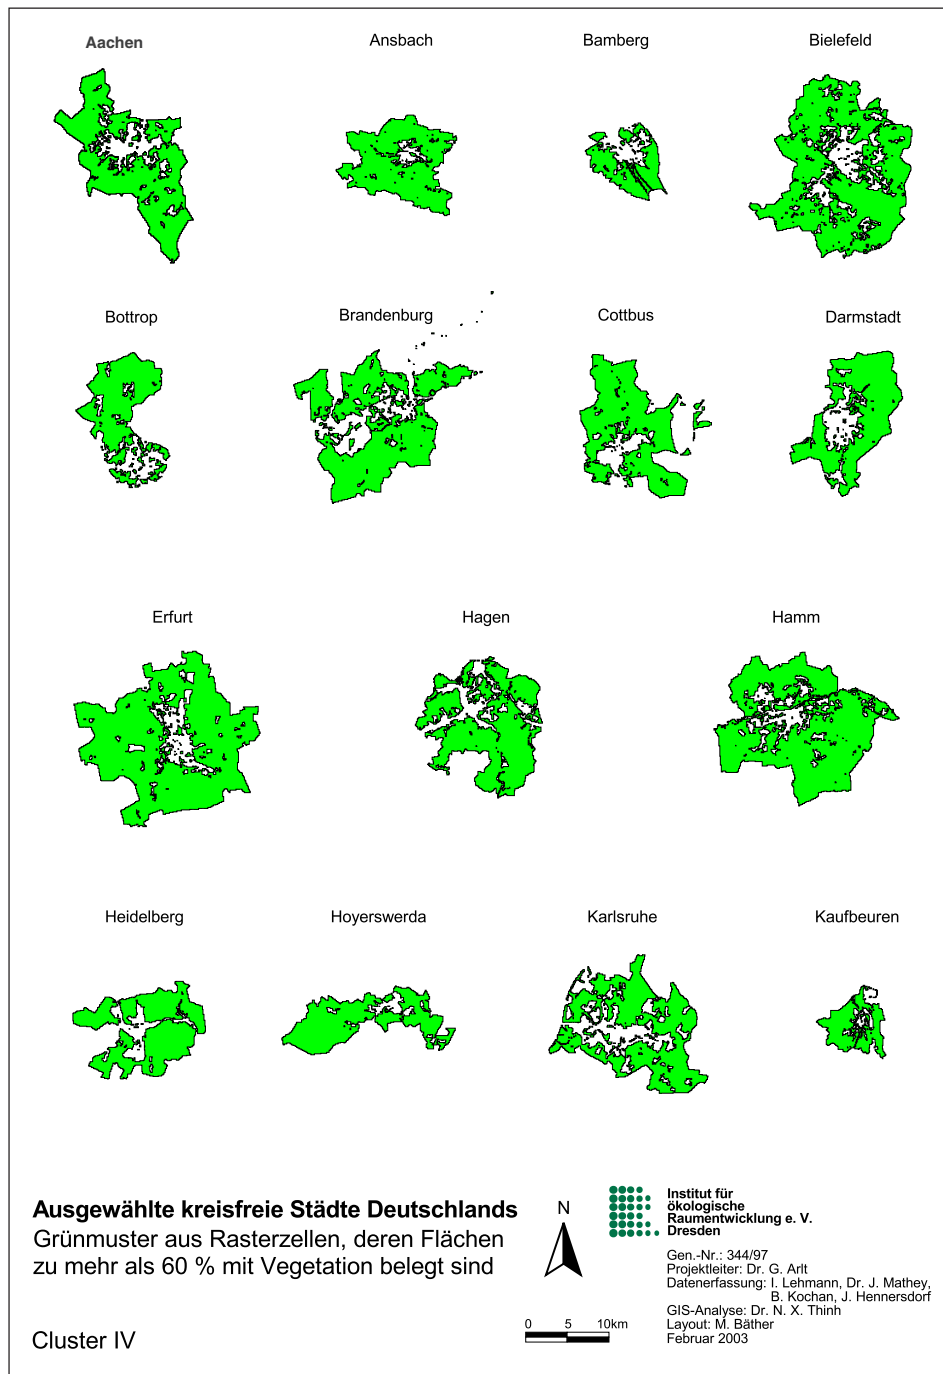 Aachen
Ansbach
Bamberg
Bielefeld
Bottrop
Brandenburg
Cottbus
Darmstadt
Erfurt
Hagen
Hamm
Heidelberg
Hoyerswerda
Karlsruhe
Kaufbeuren
Ausgewählte kreisfreie Städte Deutschlands
Grünmuster aus Rasterzellen, deren Flächen
zu mehr als 60 % mit Vegetation belegt sind
Cluster IV
N
0 5 10km
Institut für
ökologische
Raumentwicklung e. V.
Dresden
Gen.-Nr.: 344/97
Projektleiter: Dr. G. Arlt
Datenerfassung: I. Lehmann, Dr. J. Mathey,
B. Kochan, J. Hennersdorf
GIS-Analyse: Dr. N. X. Thinh
Layout: M. Bäther
Februar 2003